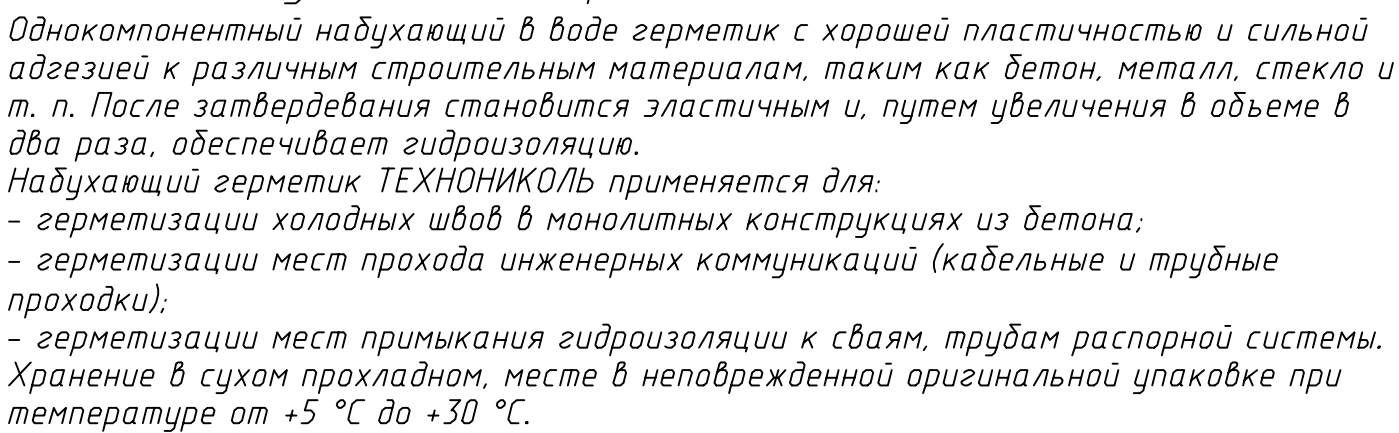 Однокомпонентный набухающий в воде герметик с хорошей пластичностью и сильной
адгезией к различным строительным материалам, таким как бетон, металл, стекло и
т. п. После затвердевания становится эластичным и, путем увеличения в объеме в
два раза, обеспечивает гидроизоляцию.
Набухающий герметик ТЕХНОНИКОЛЬ применяется для:
- герметизации холодных швов в монолитных конструкциях из бетона;
- герметизации мест прохода инженерных коммуникаций (кабельные и трубные
проходки);
- герметизации мест примыкания гидроизоляции к сваям, трубам распорной системы.
Хранение в сухом прохладном, месте в неповрежденной оригинальной упаковке при
температуре от +5 °С до +30 °С.